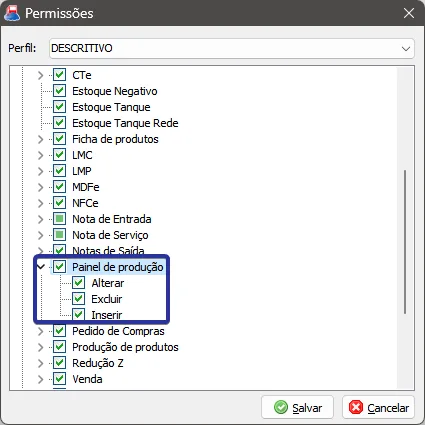 Permissões
Perfil: DESCRITIVO
CTe
Estoque Negativo
Estoque Tanque
Estoque Tanque Rede
Ficha de produtos
LMC
LMP
MDFe
NFCe
Nota de Entrada
Nota de Serviço
Notas de Saída
Painel de produção
Alterar
Excluir
Inserir
Pedido de Compras
Produção de produtos
Redução Z
Venda
Salvar
Cancelar